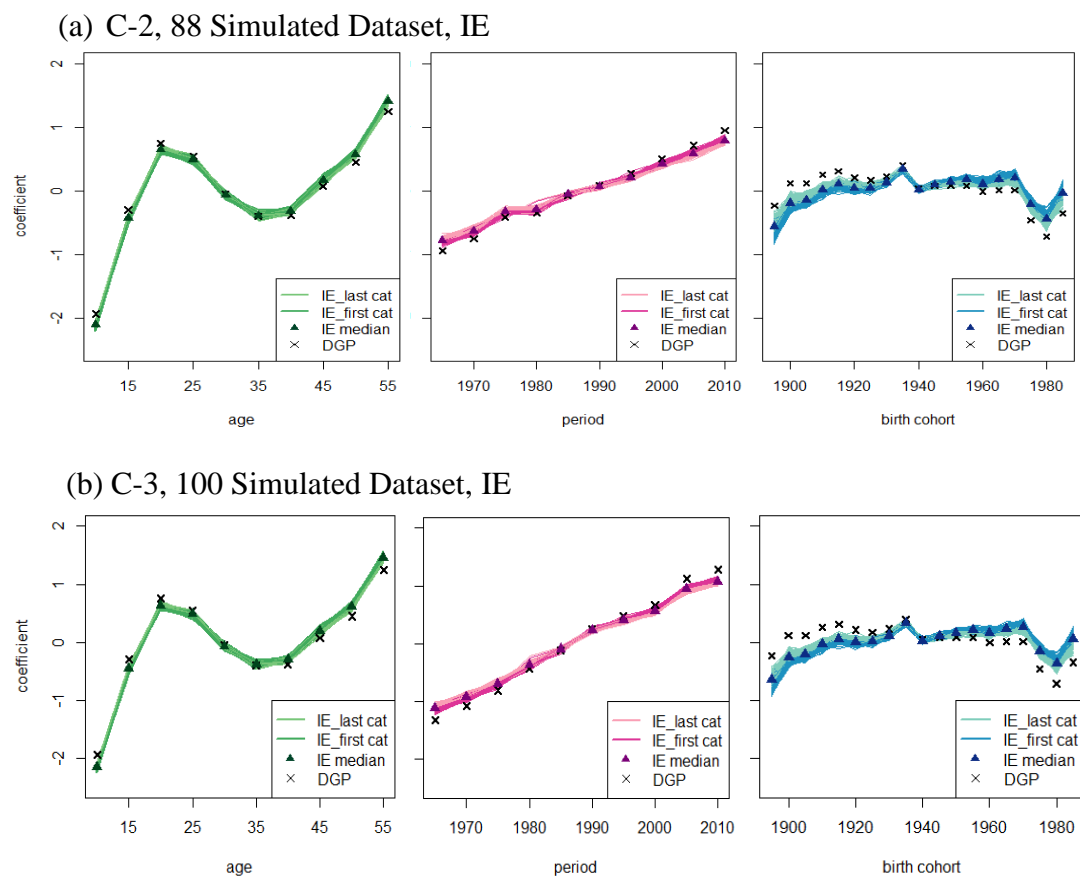 (a) C-2, 88 Simulated Dataset, IE
coefficient
2
1
0
-1
-2
IE_last cat
IE_first cat
IE median
DGP
15 25 35 45 55
age
IE_last cat
IE_first cat
IE median
DGP
1970 1980 1990 2000 2010
period
IE_last cat
IE_first cat
IE median
DGP
1900 1920 1940 1960 1980
birth cohort
(b) C-3, 100 Simulated Dataset, IE
coefficient
2
1
0
-1
-2
IE_last cat
IE_first cat
IE median
DGP
15 25 35 45 55
age
IE_last cat
IE_first cat
IE median
DGP
1970 1980 1990 2000 2010
period
IE_last cat
IE_first cat
IE median
DGP
1900 1920 1940 1960 1980
birth cohort